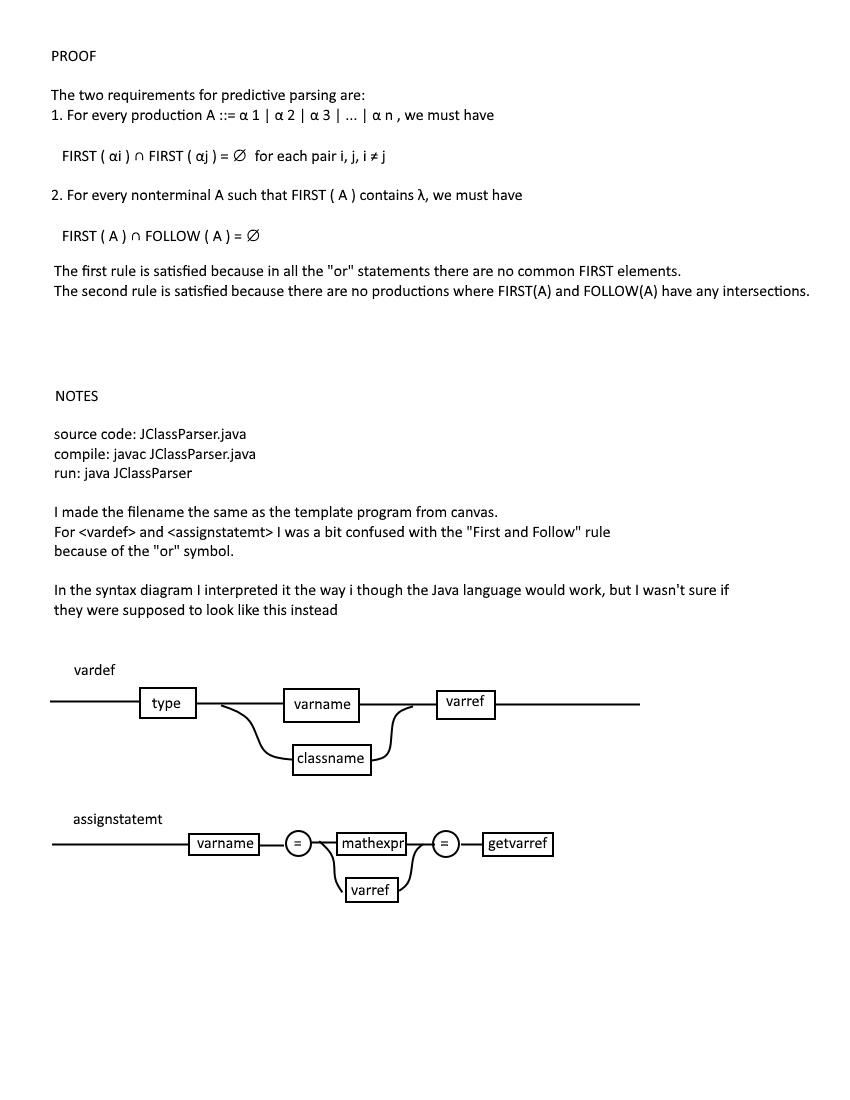 PROOF
The two requirements for predictive parsing are:
1. For every production A ::= α 1 | α 2 | α 3 | ... | α n , we must have
FIRST ( αi ) ∩ FIRST ( αj ) = ∅ for each pair i, j, i ≠ j
2. For every nonterminal A such that FIRST ( A ) contains λ, we must have
FIRST ( A ) ∩ FOLLOW ( A ) = ∅
The first rule is satisfied because in all the "or" statements there are no common FIRST elements.
The second rule is satisfied because there are no productions where FIRST(A) and FOLLOW(A) have any intersections.
NOTES
source code: JClassParser.java
compile: javac JClassParser.java
run: java JClassParser
I made the filename the same as the template program from canvas.
For <vardef> and <assignstatemt> I was a bit confused with the "First and Follow" rule
because of the "or" symbol.
In the syntax diagram I interpreted it the way i though the Java language would work, but I wasn't sure if
they were supposed to look like this instead
vardef
type varname varref
classname
assignstatemt
varname = mathexpr = getvarref
varref